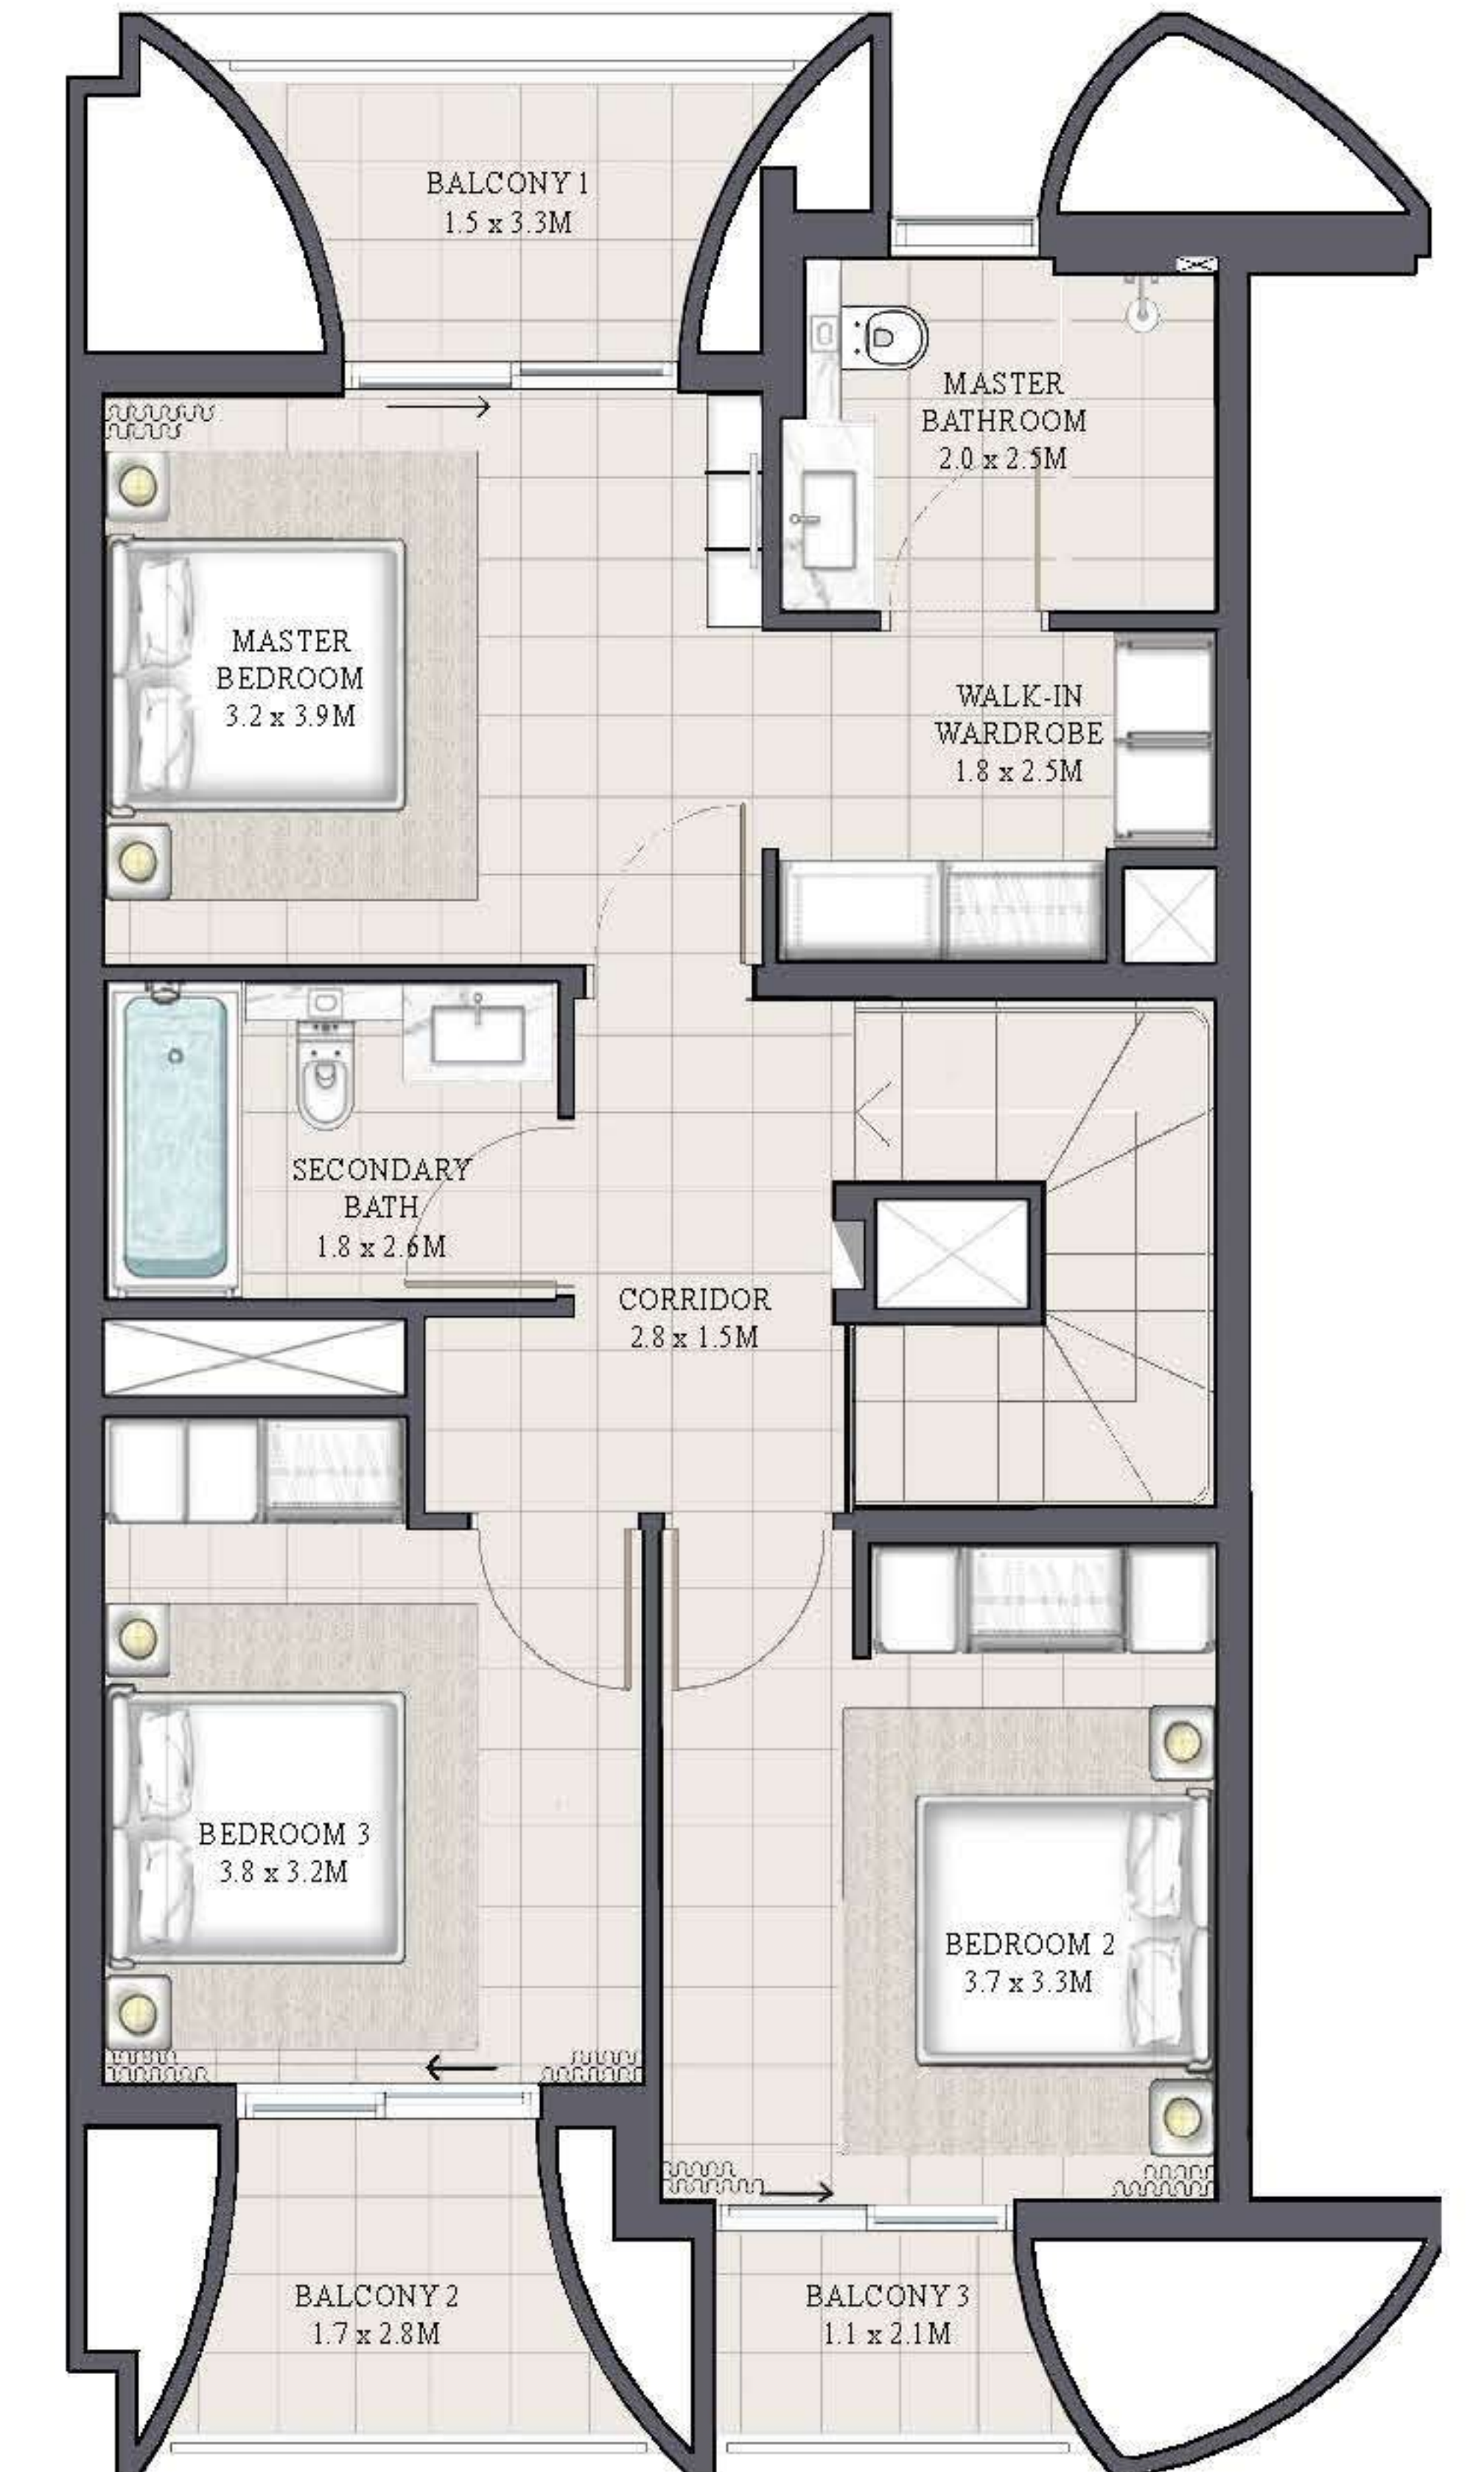 BALCONY 1
1.5 x 3.3M
MASTER
BATHROOM
2.0 x 2.5M
MASTER
BEDROOM
3.2 x 3.9M
WALK-IN
WARDROBE
1.8 x 2.5M
SECONDARY
BATH
1.8 x 2.6M
CORRIDOR
2.8 x 1.5M
BEDROOM 3
3.8 x 3.2M
BEDROOM 2
3.7 x 3.3M
BALCONY 2
1.7 x 2.8M
BALCONY 3
1.1 x 2.1M